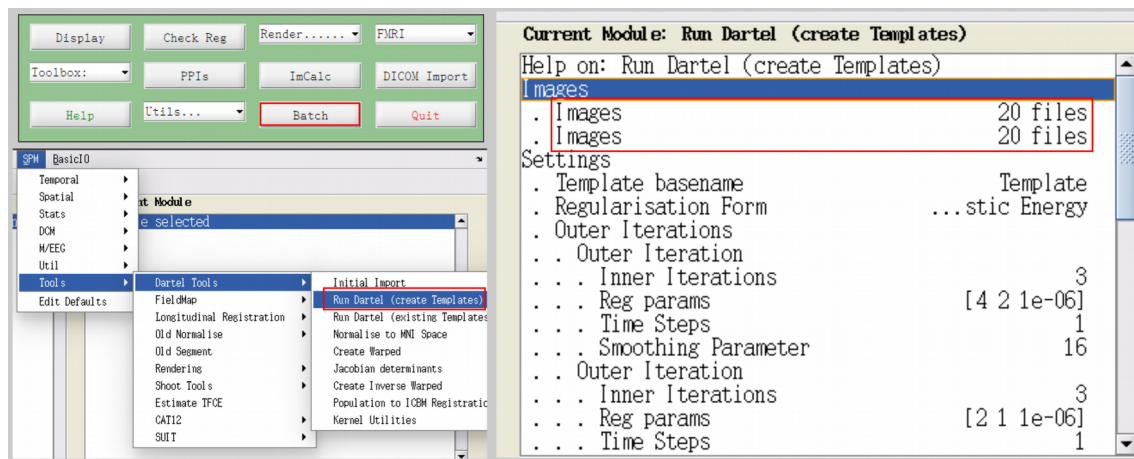 Display
Check Reg
Render......
FMRI
Toolbox:
PPIs
ImCalc
DICOM Import
Help
Utils...
Batch
Quit
SPM BasicIO
Temporal
Spatial
Stats
DCM
M/EEG
Util
Tools
Edit Defaults
nt Module
e selected
Dartel Tools
FieldMap
Longitudinal Registration
Old Normalise
Old Segment
Rendering
Shoot Tools
Estimate TFCE
CAT12
SUIT
Initial Import
Run Dartel (create Templates)
Run Dartel (existing Templates
Normalise to MNI Space
Create Warped
Jacobian determinants
Create Inverse Warped
Population to ICBM Registratio
Kernel Utilities
Current Module: Run Dartel (create Templates)
Help on: Run Dartel (create Templates)
Images
. Images 20 files
. Images 20 files
Settings
. Template basename Template
. Regularisation Form ...stic Energy
. Outer Iterations
. . Outer Iteration
. . . Inner Iterations 3
. . . Reg params [4 2 1e-06]
. . . Time Steps 1
. . . Smoothing Parameter 16
. . Outer Iteration
. . . Inner Iterations 3
. . . Reg params [2 1 1e-06]
. . . Time Steps 1